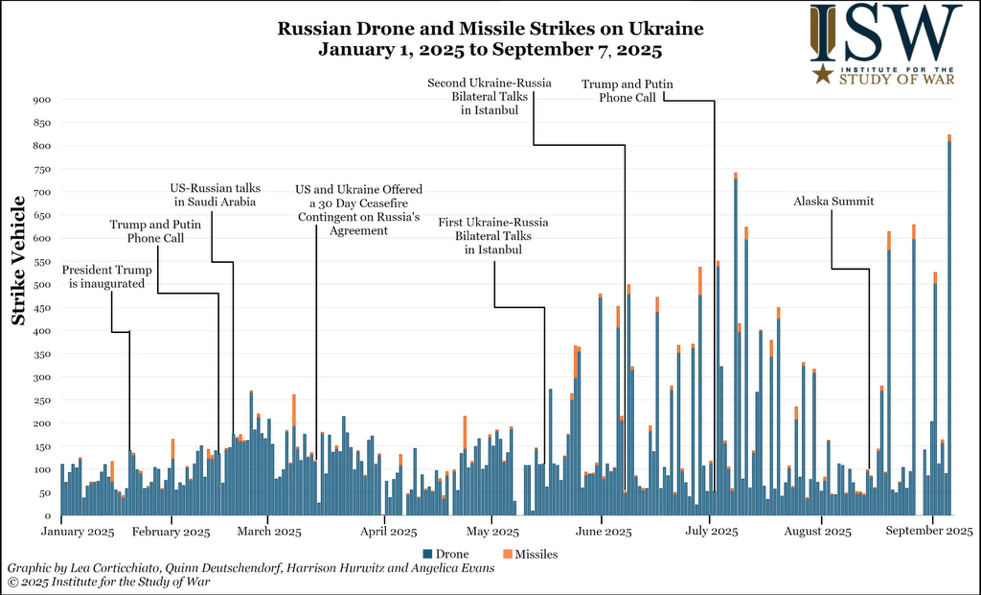 Russian Drone and Missile Strikes on Ukraine
January 1, 2025 to September 7, 2025
ISW
INSTITUTE FOR THE
STUDY OF WAR
Second Ukraine-Russia
Bilateral Talks
in Istanbul
Trump and Putin
Phone Call
US-Russian talks
in Saudi Arabia
US and Ukraine Offered
a 30 Day Ceasefire
Contingent on Russia's
Agreement
Trump and Putin
Phone Call
First Ukraine-Russia
Bilateral Talks
in Istanbul
Alaska Summit
President Trump
is inaugurated
Strike Vehicle
900
850
800
750
700
650
600
550
500
450
400
350
300
250
200
150
100
50
0
January 2025
February 2025
March 2025
April 2025
May 2025
June 2025
July 2025
August 2025
September 2025
Drone
Missiles
Graphic by Lea Corticchiato, Quinn Deutschendorf, Harrison Hurwitz and Angelica Evans
© 2025 Institute for the Study of War